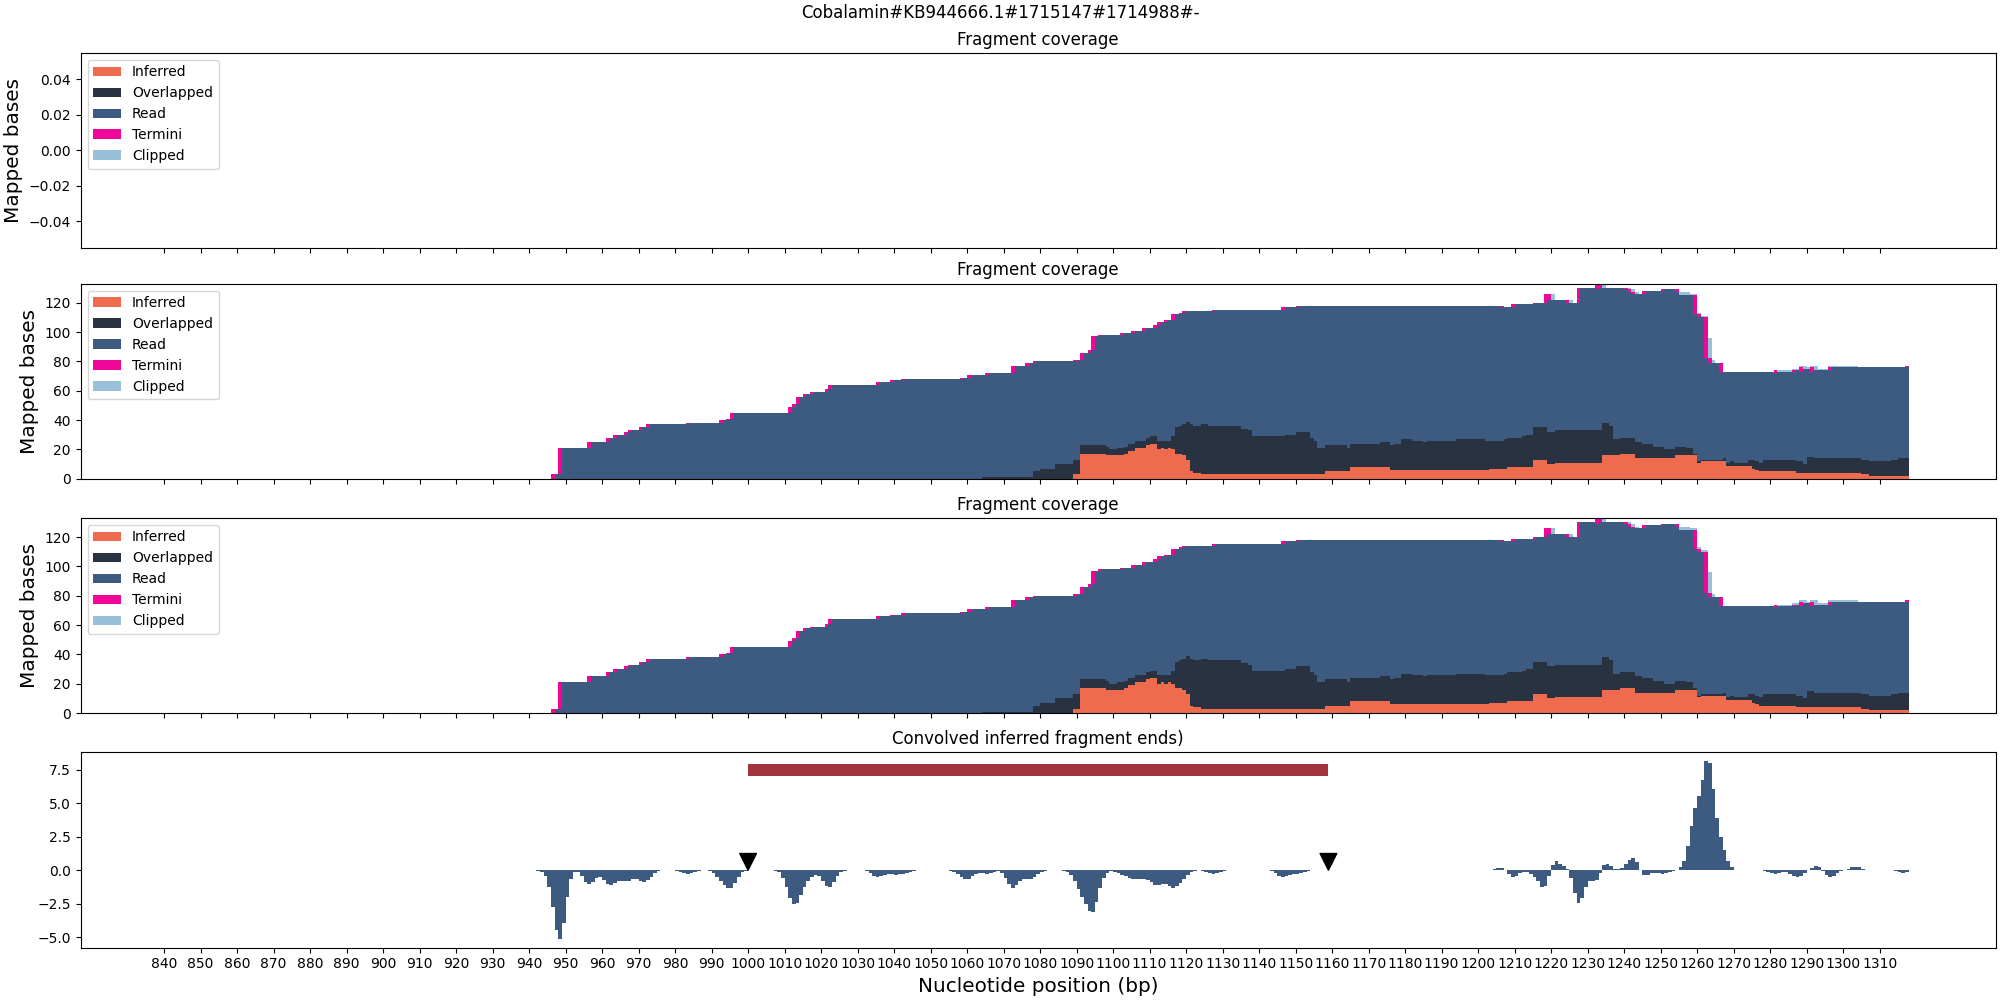 Cobalamin#KB944666.1#1715147#1714988#-
Fragment coverage
Mapped bases
0.04
0.02
0.00
−0.02
−0.04
Inferred
Overlapped
Read
Termini
Clipped
Fragment coverage
Mapped bases
120
100
80
60
40
20
0
Inferred
Overlapped
Read
Termini
Clipped
Fragment coverage
Mapped bases
120
100
80
60
40
20
0
Inferred
Overlapped
Read
Termini
Clipped
Convolved inferred fragment ends)
7.5
5.0
2.5
0.0
−2.5
−5.0
840 850 860 870 880 890 900 910 920 930 940 950 960 970 980 990 1000 1010 1020 1030 1040 1050 1060 1070 1080 1090 1100 1110 1120 1130 1140 1150 1160 1170 1180 1190 1200 1210 1220 1230 1240 1250 1260 1270 1280 1290 1300 1310
Nucleotide position (bp)